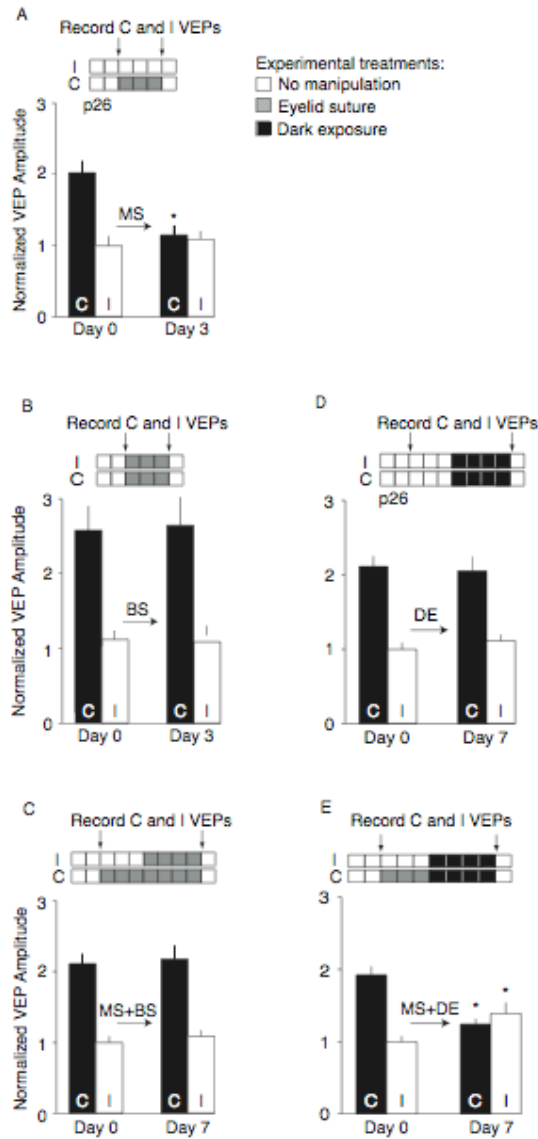 A
Record C and I VEPs
I
C
p26
Experimental treatments:
No manipulation
Eyelid suture
Dark exposure
Normalized VEP Amplitude
3
2
1
0
MS
*
C I C I
Day 0 Day 3
B
Record C and I VEPs
I
C
Normalized VEP Amplitude
3
2
1
0
BS
C I C I
Day 0 Day 3
D
Record C and I VEPs
I
C
p26
3
2
1
0
DE
C I C I
Day 0 Day 7
C
Record C and I VEPs
I
C
Normalized VEP Amplitude
3
2
1
0
MS+BS
C I C I
Day 0 Day 7
E
Record C and I VEPs
I
C
3
2
1
0
MS+DE
* *
C I C I
Day 0 Day 7